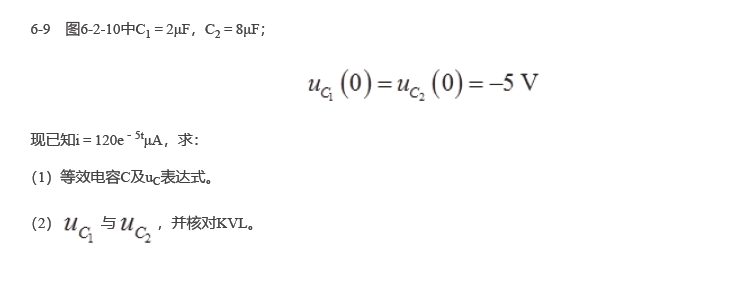 6-9 图6-2-10中C₁ = 2μF，C₂ = 8μF；
u_{C₁}(0) = u_{C₂}(0) = −5 V
现已知i = 120e⁻⁵ᵗμA，求：
（1）等效电容C及u_C表达式。
（2）u_{C₁} 与 u_{C₂} ，并核对KVL。